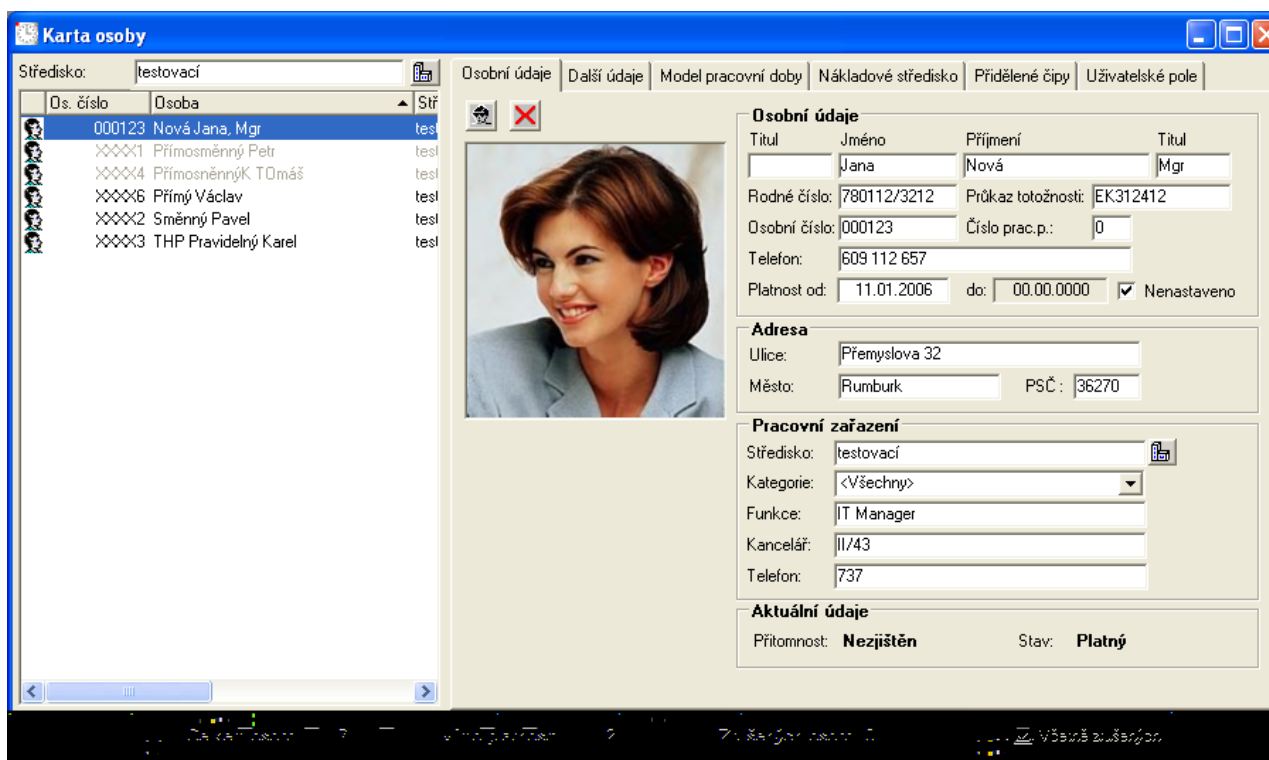 Karta osoby
Středisko: testovací
Os. číslo Osoba Stř
000123 Nová Jana, Mgr test
XXXX1 Přímosměnný Petr test
XXXX4 PřímosněnnýK TOmáš test
XXXX6 Přímý Václav test
XXXX2 Směnný Pavel test
XXXX3 THP Pravidelný Karel test
Osobní údaje Další údaje Model pracovní doby Nákladové středisko Přidělené čipy Uživatelské pole
Osobní údaje
Titul Jméno Příjmení Titul
Jana Nová Mgr
Rodné číslo: 780112/3212 Průkaz totožnosti: EK312412
Osobní číslo: 000123 Číslo prac.p.: 0
Telefon: 609 112 657
Platnost od: 11.01.2006 do: 00.00.0000 Nenastaveno
Adresa
Ulice: Přemyslova 32
Město: Rumburk PSČ : 36270
Pracovní zařazení
Středisko: testovací
Kategorie: <Všechny>
Funkce: IT Manager
Kancelář: II/43
Telefon: 737
Aktuální údaje
Přítomnost: Nezjištěn Stav: Platný
Včetně zrušených